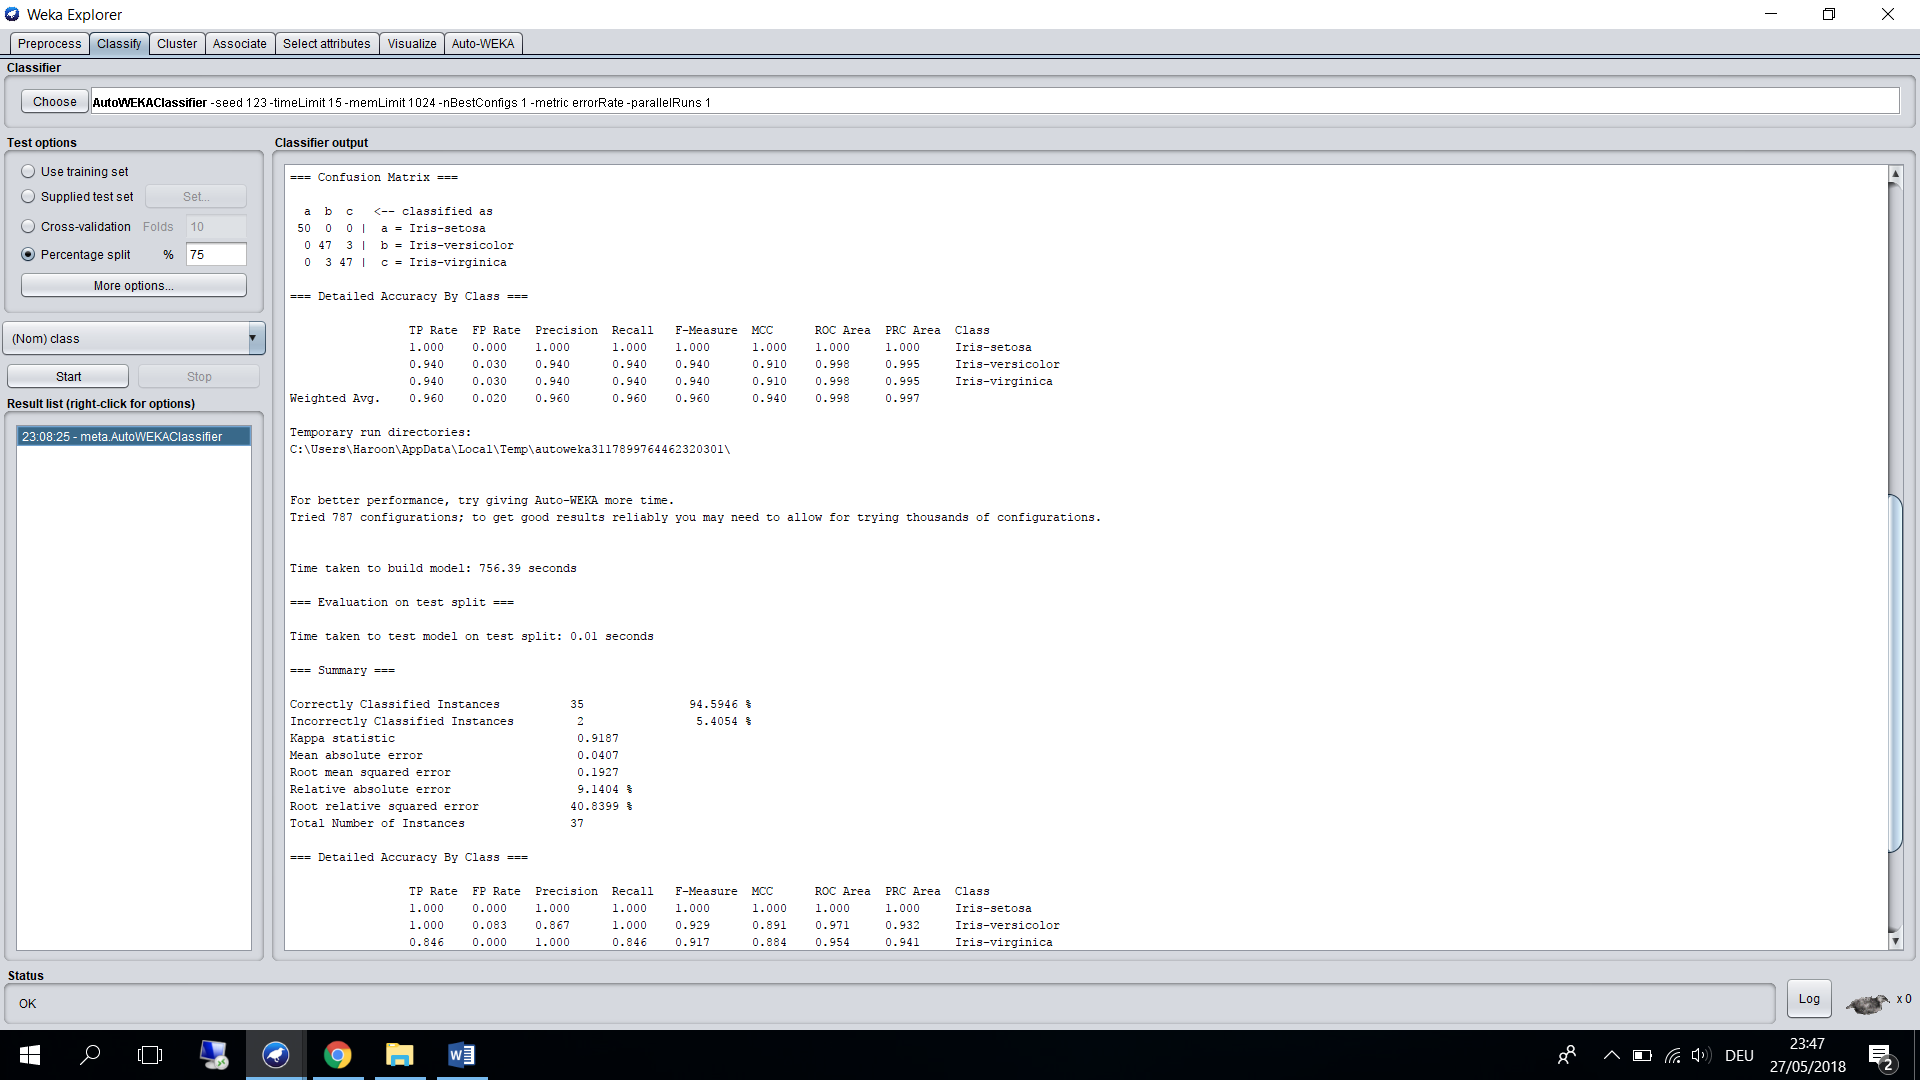 Weka Explorer
Preprocess Classify Cluster Associate Select attributes Visualize Auto-WEKA
Classifier
Choose AutoWEKAClassifier -seed 123 -timeLimit 15 -memLimit 1024 -nBestConfigs 1 -metric errorRate -parallelRuns 1
Test options
Use training set
Supplied test set Set...
Cross-validation Folds 10
Percentage split % 75
More options...
(Nom) class
Start Stop
Result list (right-click for options)
23:08:25 - meta.AutoWEKAClassifier
Classifier output
=== Confusion Matrix ===
a b c <-- classified as
50 0 0 | a = Iris-setosa
0 47 3 | b = Iris-versicolor
0 3 47 | c = Iris-virginica
=== Detailed Accuracy By Class ===
TP Rate FP Rate Precision Recall F-Measure MCC ROC Area PRC Area Class
1.000 0.000 1.000 1.000 1.000 1.000 1.000 1.000 Iris-setosa
0.940 0.030 0.940 0.940 0.940 0.910 0.998 0.995 Iris-versicolor
0.940 0.030 0.940 0.940 0.940 0.910 0.998 0.995 Iris-virginica
Weighted Avg. 0.960 0.020 0.960 0.960 0.960 0.940 0.998 0.997
Temporary run directories:
C:\Users\Haroon\AppData\Local\Temp\autoweka3117899764462320301\
For better performance, try giving Auto-WEKA more time.
Tried 787 configurations; to get good results reliably you may need to allow for trying thousands of configurations.
Time taken to build model: 756.39 seconds
=== Evaluation on test split ===
Time taken to test model on test split: 0.01 seconds
=== Summary ===
Correctly Classified Instances 35 94.5946 %
Incorrectly Classified Instances 2 5.4054 %
Kappa statistic 0.9187
Mean absolute error 0.0407
Root mean squared error 0.1927
Relative absolute error 9.1404 %
Root relative squared error 40.8399 %
Total Number of Instances 37
=== Detailed Accuracy By Class ===
TP Rate FP Rate Precision Recall F-Measure MCC ROC Area PRC Area Class
1.000 0.000 1.000 1.000 1.000 1.000 1.000 1.000 Iris-setosa
1.000 0.083 0.867 1.000 0.929 0.891 0.971 0.932 Iris-versicolor
0.846 0.000 1.000 0.846 0.917 0.884 0.954 0.941 Iris-virginica
Status
OK
Log x 0
DEU
23:47
27/05/2018
2